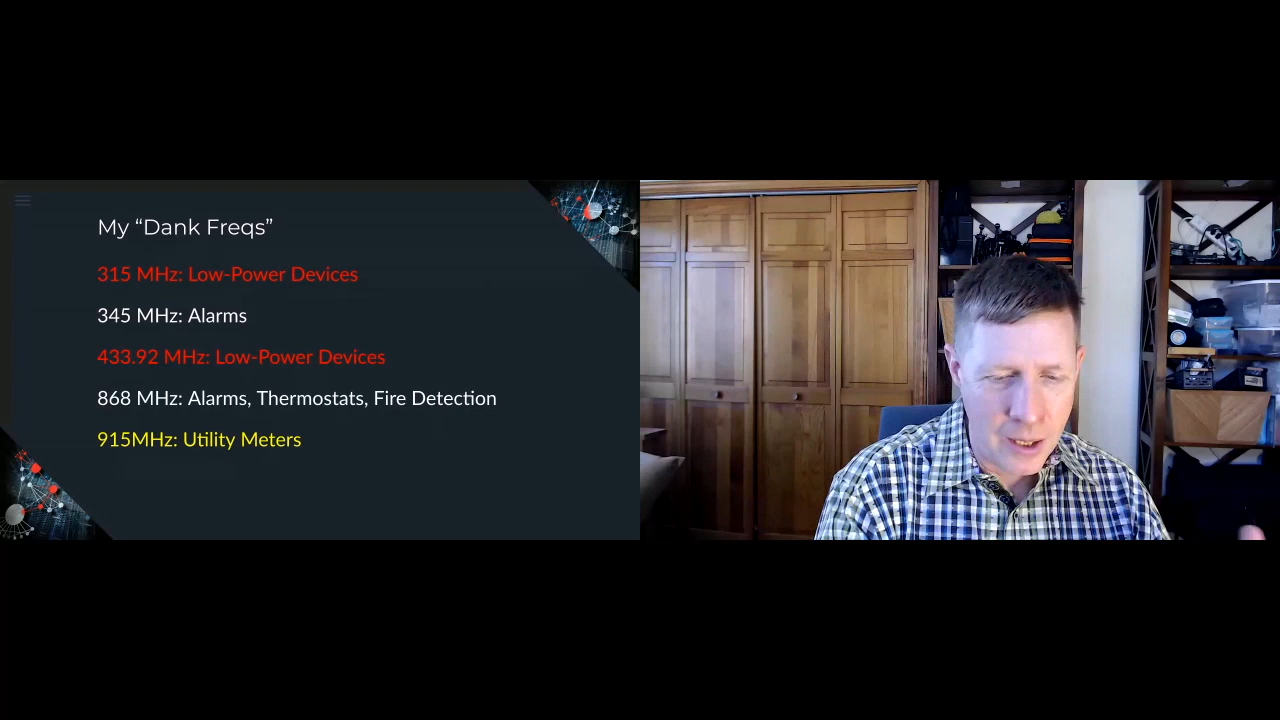 My “Dank Freqs”
315 MHz: Low-Power Devices
345 MHz: Alarms
433.92 MHz: Low-Power Devices
868 MHz: Alarms, Thermostats, Fire Detection
915MHz: Utility Meters